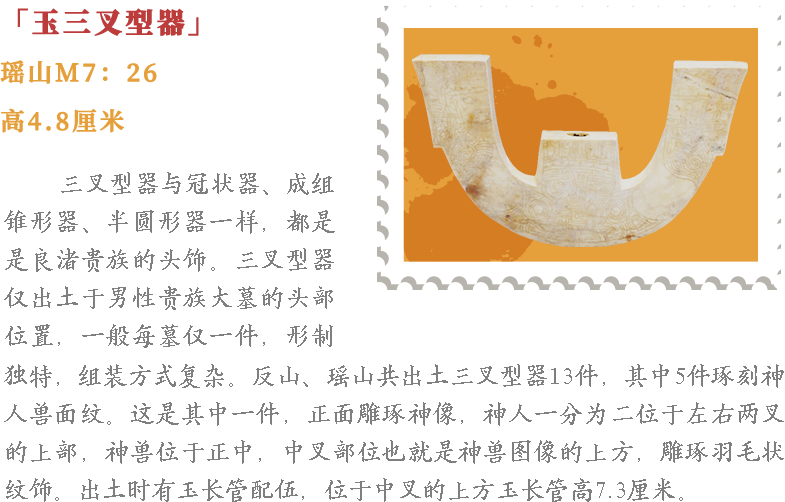 「玉三叉型器」
瑶山M7：26
高4.8厘米
三叉型器与冠状器、成组
锥形器、半圆形器一样，都是
是良渚贵族的头饰。三叉型器
仅出土于男性贵族大墓的头部
位置，一般每墓仅一件，形制
独特，组装方式复杂。反山、瑶山共出土三叉型器13件，其中5件琢刻神
人兽面纹。这是其中一件，正面雕琢神像，神人一分为二位于左右两叉
的上部，神兽位于正中，中叉部位也就是神兽图像的上方，雕琢羽毛状
纹饰。出土时有玉长管配伍，位于中叉的上方玉长管高7.3厘米。